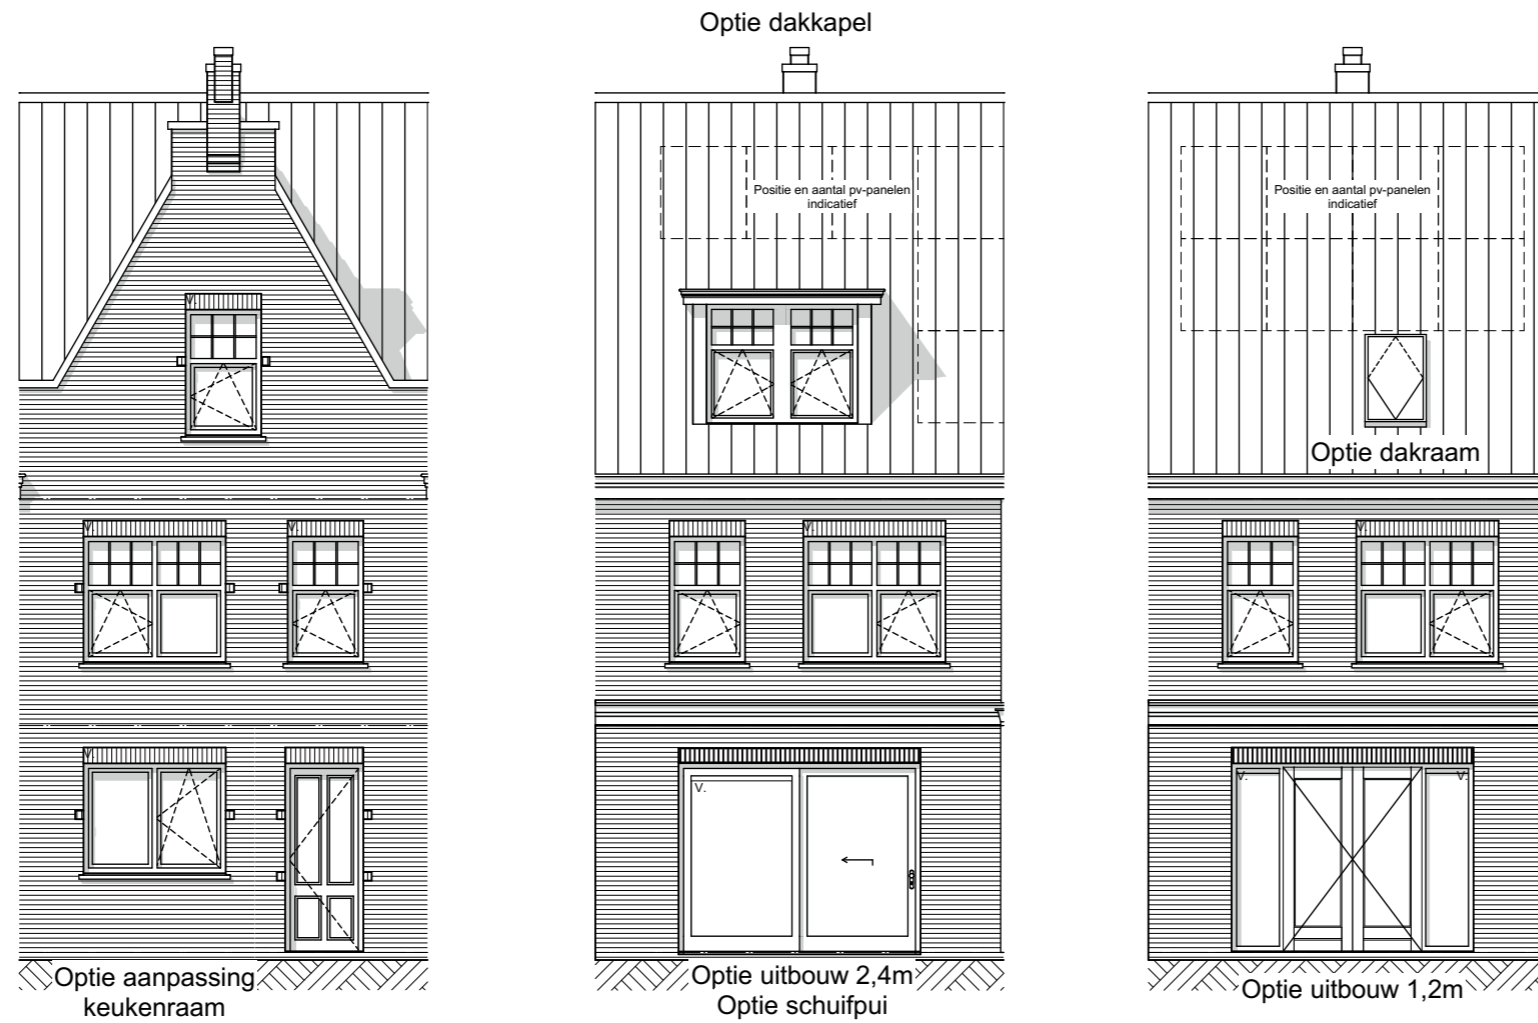 Optie dakkapel
Positie en aantal pv-panelen
indicatief
Positie en aantal pv-panelen
indicatief
V.
Optie dakraam
V.
V.
V.
V.
V.
V.
V.
V.
Optie aanpassing
keukenraam
Optie uitbouw 2,4m
Optie schuifpui
Optie uitbouw 1,2m